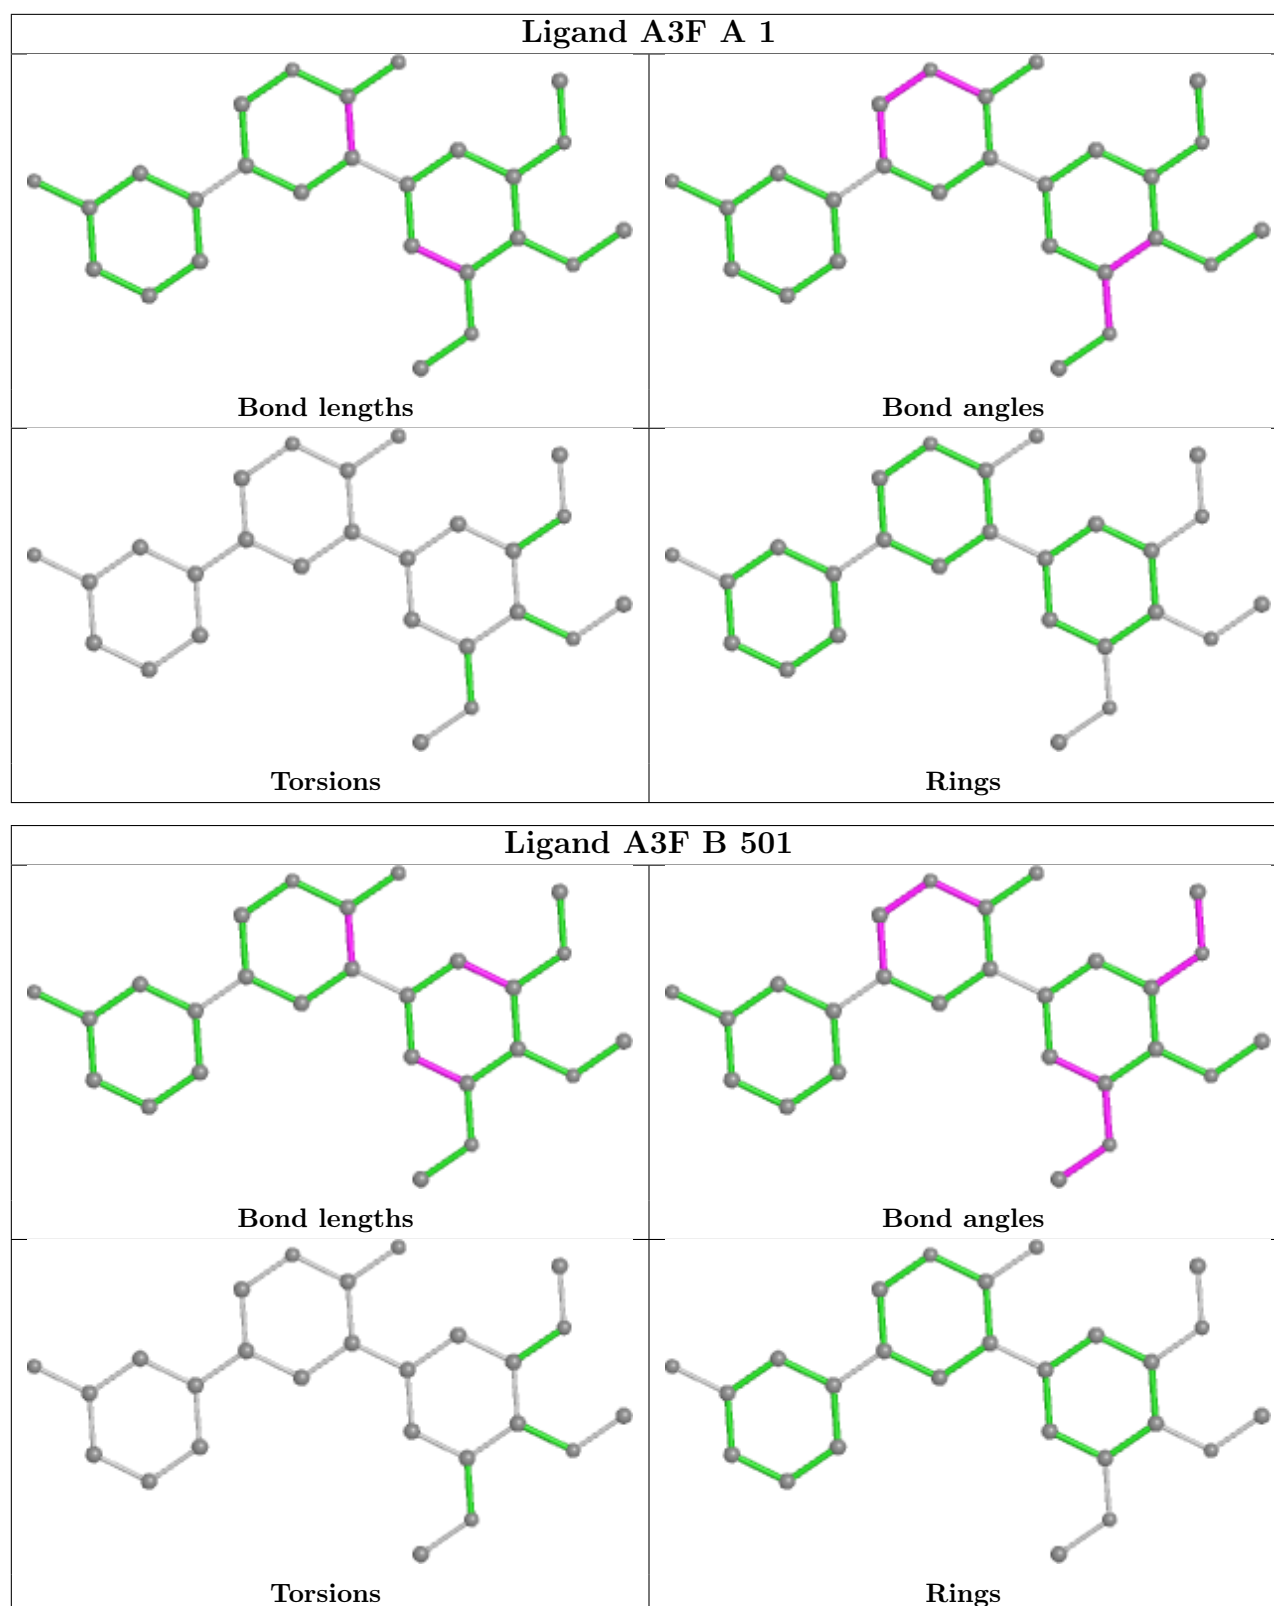 Ligand A3F A 1
Bond lengths
Bond angles
Torsions
Rings
Ligand A3F B 501
Bond lengths
Bond angles
Torsions
Rings